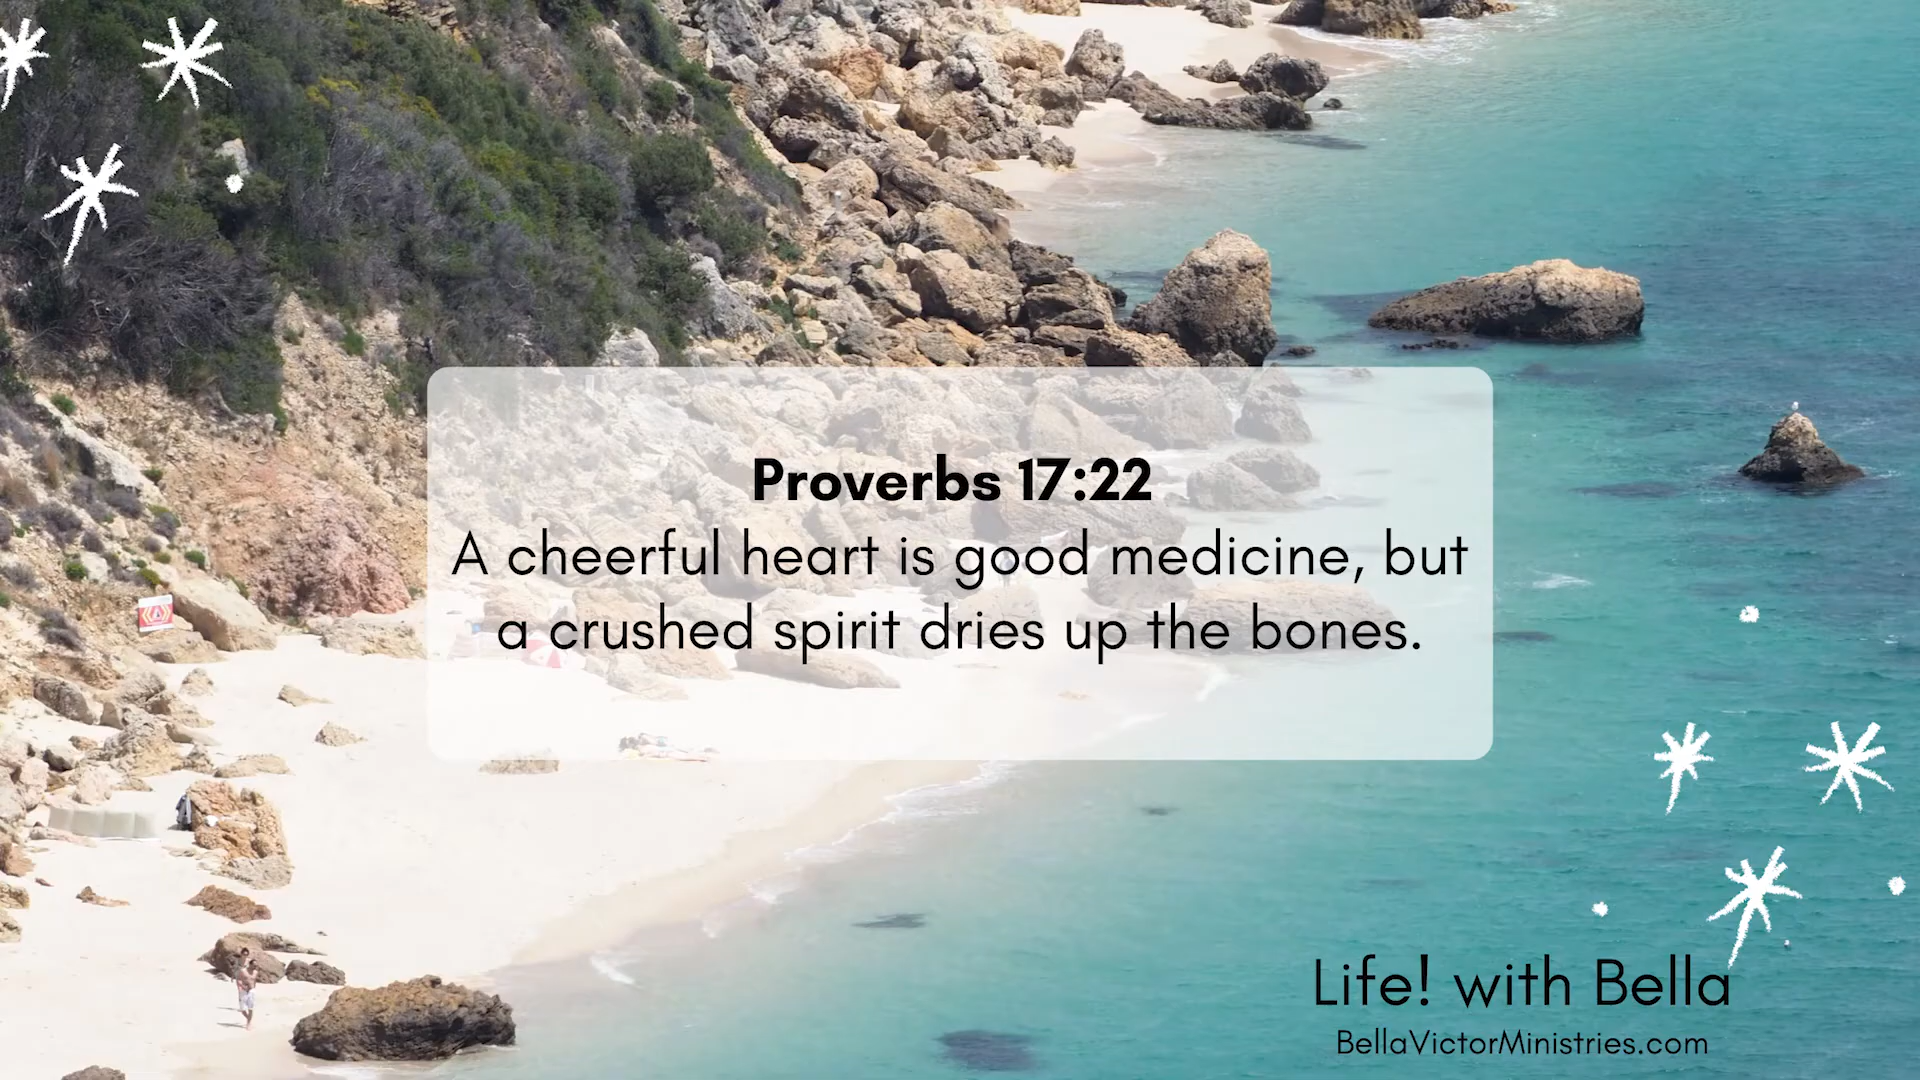 Proverbs 17:22
A cheerful heart is good medicine, but
a crushed spirit dries up the bones.
Life! with Bella
BellaVictorMinistries.com